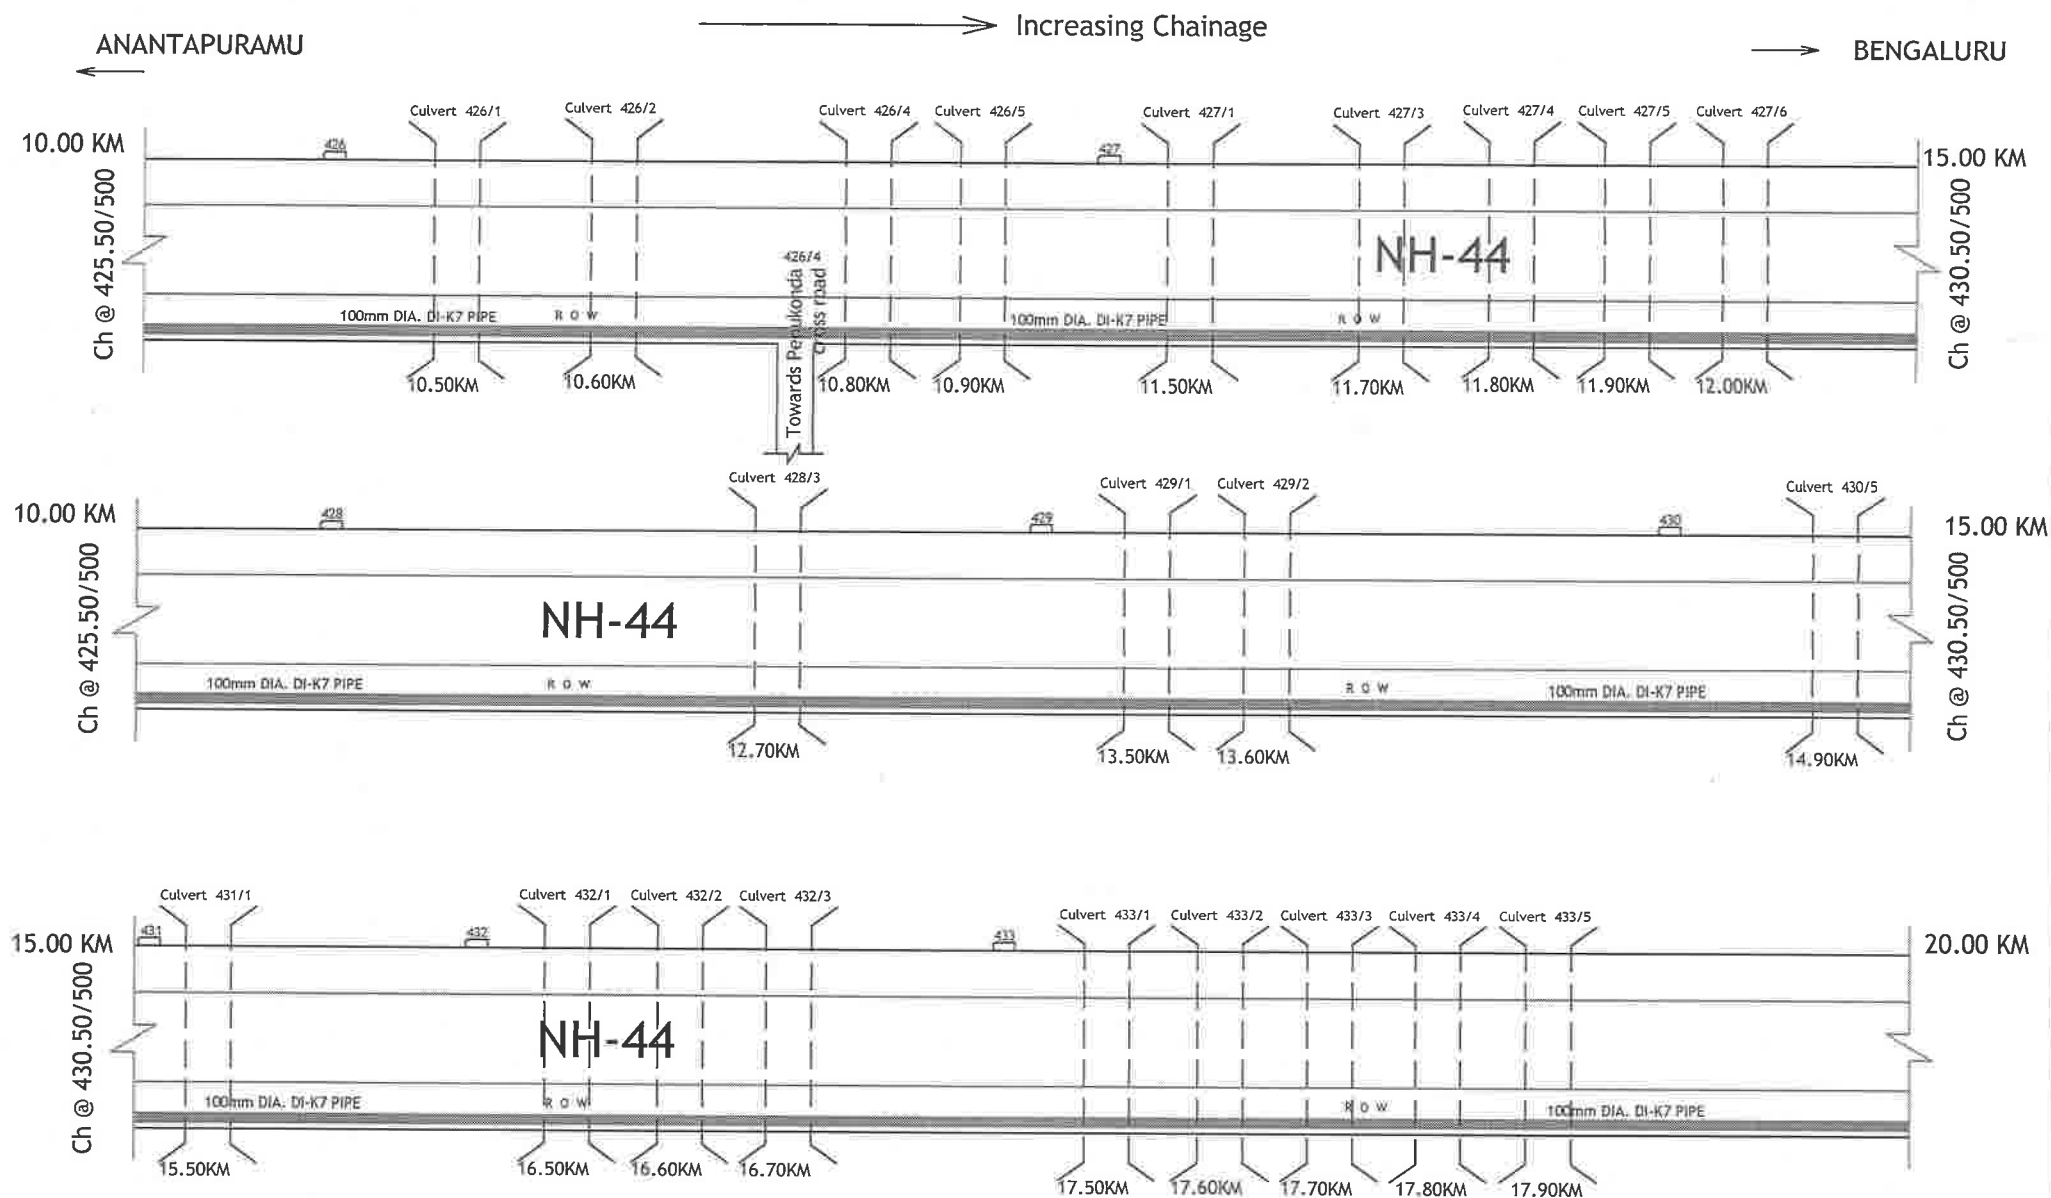 Increasing Chainage
ANANTAPURAMU
BENGALURU
Culvert 426/1
Culvert 426/2
Culvert 426/4
Culvert 426/5
Culvert 427/1
Culvert 427/3
Culvert 427/4
Culvert 427/5
Culvert 427/6
10.00 KM
426
427
15.00 KM
Ch @ 425.50/500
NH-44
Ch @ 430.50/500
426/4
Towards Penukonda
cross road
100mm DIA. DI-K7 PIPE
R O W
100mm DIA. DI-K7 PIPE
R O W
10.50KM
10.60KM
10.80KM
10.90KM
11.50KM
11.70KM
11.80KM
11.90KM
12.00KM
Culvert 428/3
Culvert 429/1
Culvert 429/2
Culvert 430/5
10.00 KM
428
429
430
15.00 KM
Ch @ 425.50/500
NH-44
Ch @ 430.50/500
100mm DIA. DI-K7 PIPE
R O W
R O W
100mm DIA. DI-K7 PIPE
12.70KM
13.50KM
13.60KM
14.90KM
Culvert 431/1
Culvert 432/1
Culvert 432/2
Culvert 432/3
Culvert 433/1
Culvert 433/2
Culvert 433/3
Culvert 433/4
Culvert 433/5
15.00 KM
431
432
433
20.00 KM
Ch @ 430.50/500
NH-44
100mm DIA. DI-K7 PIPE
R O W
R O W
100mm DIA. DI-K7 PIPE
15.50KM
16.50KM
16.60KM
16.70KM
17.50KM
17.60KM
17.70KM
17.80KM
17.90KM